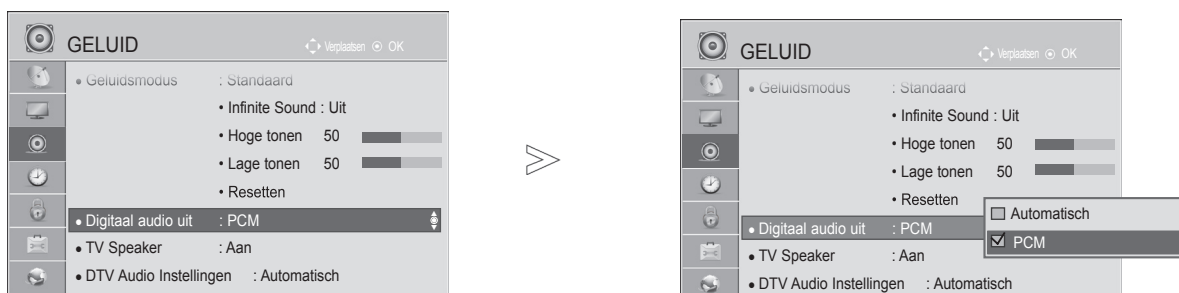 GELUID
Verplaatsen OK
• Geluidsmodus : Standaard
• Infinite Sound : Uit
• Hoge tonen 50
• Lage tonen 50
• Resetten
• Digitaal audio uit : PCM
• TV Speaker : Aan
• DTV Audio Instellingen : Automatisch
GELUID
Verplaatsen OK
• Geluidsmodus : Standaard
• Infinite Sound : Uit
• Hoge tonen 50
• Lage tonen 50
• Resetten
Automatisch
• Digitaal audio uit : PCM
PCM
• TV Speaker : Aan
• DTV Audio Instellingen : Automatisch